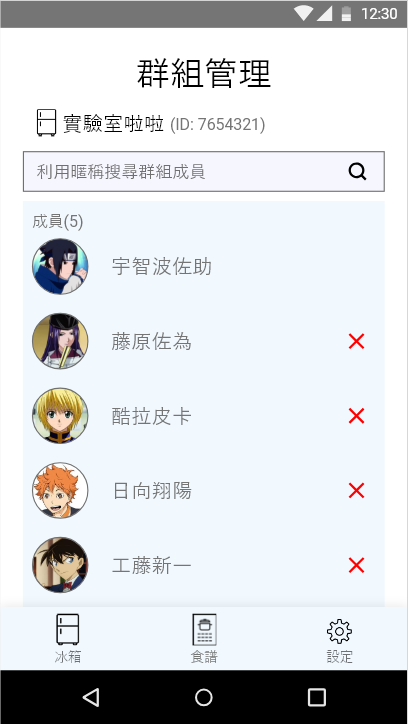 12:30
群組管理
實驗室啦啦 (ID: 7654321)
利用暱稱搜尋群組成員
成員(5)
宇智波佐助
藤原佐為
酷拉皮卡
日向翔陽
工藤新一
冰箱 食譜 設定